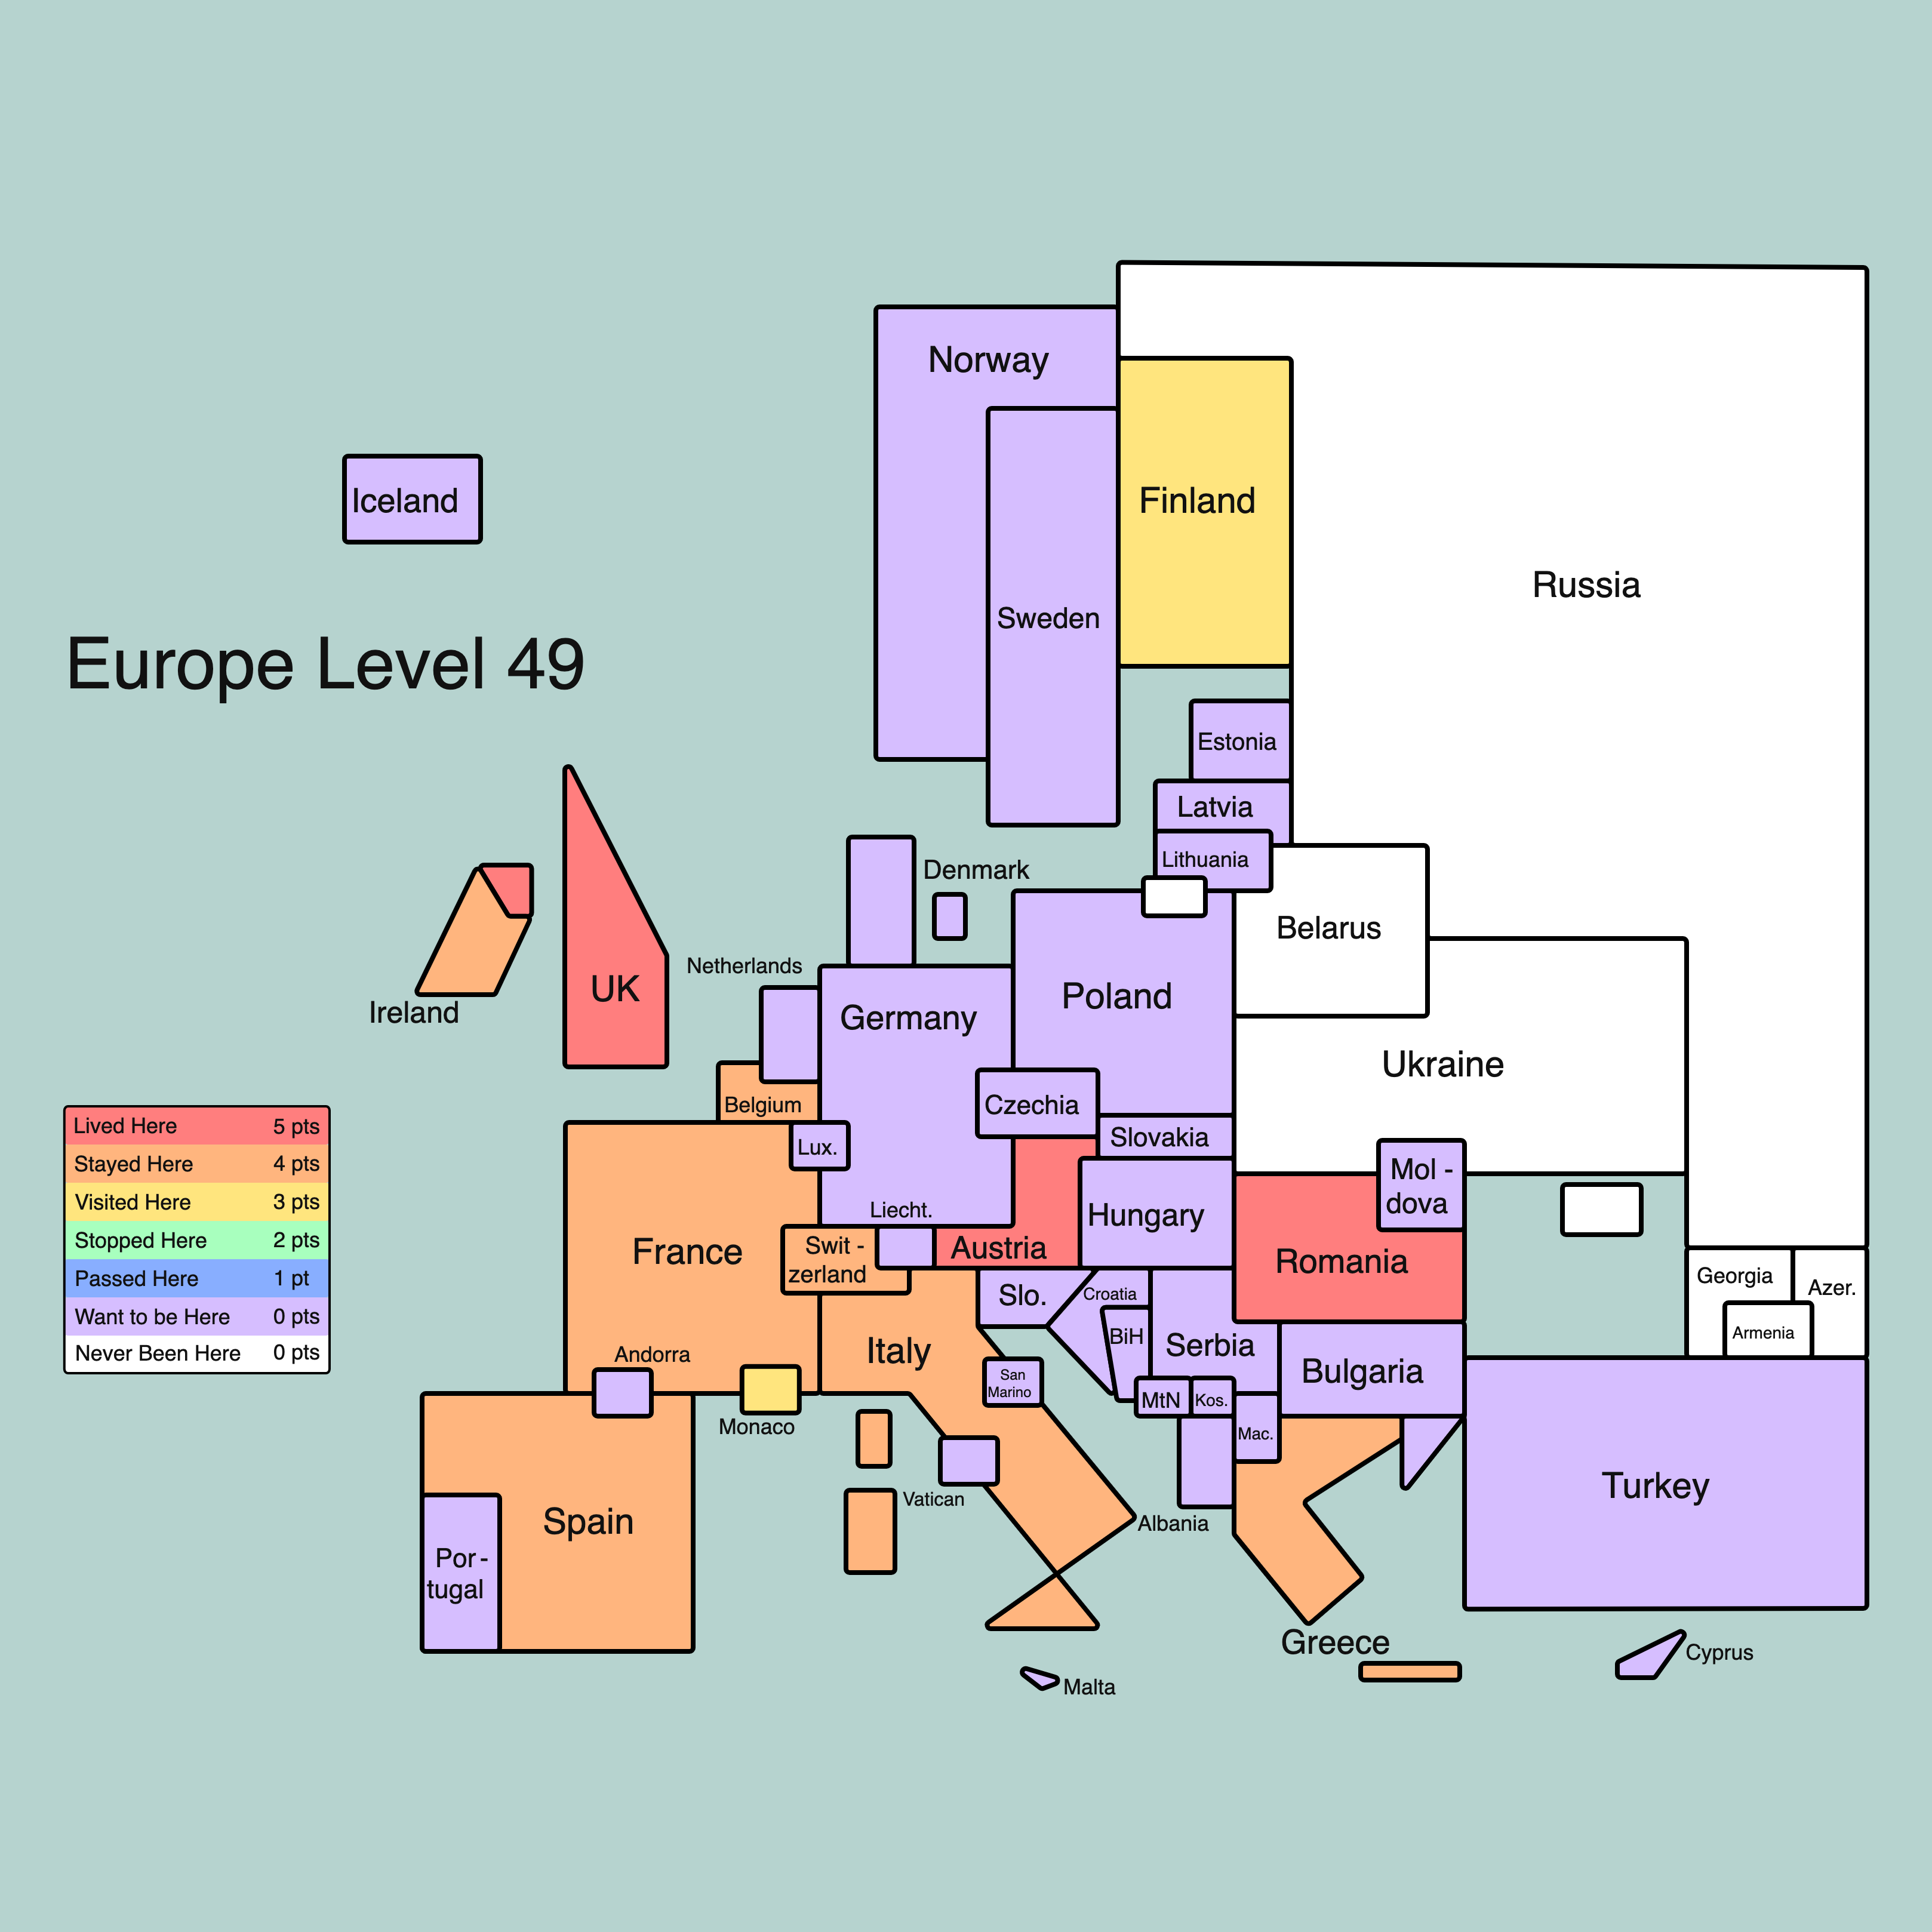 Norway
Finland
Iceland
Russia
Sweden
Europe Level 49
Estonia
Latvia
Lithuania
Denmark
Belarus
Netherlands
UK
Poland
Ireland
Germany
Ukraine
Belgium
Czechia
Lived Here 5 pts
Stayed Here 4 pts
Visited Here 3 pts
Stopped Here 2 pts
Passed Here 1 pt
Want to be Here 0 pts
Never Been Here 0 pts
Lux.
Slovakia
Mol -
dova
Liecht.
Hungary
France
Swit -
zerland
Austria
Romania
Georgia
Azer.
Slo.
Croatia
Armenia
BiH
Serbia
Italy
Andorra
Bulgaria
San
Marino
MtN
Kos.
Monaco
Mac.
Turkey
Vatican
Spain
Albania
Por -
tugal
Greece
Cyprus
Malta